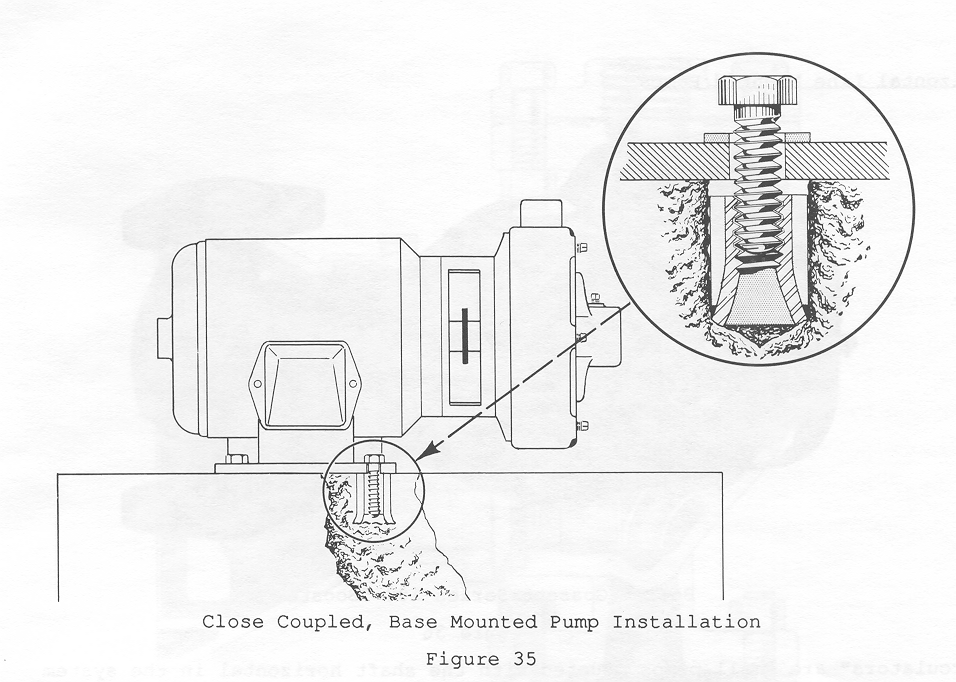 Close Coupled, Base Mounted Pump Installation
Figure 35